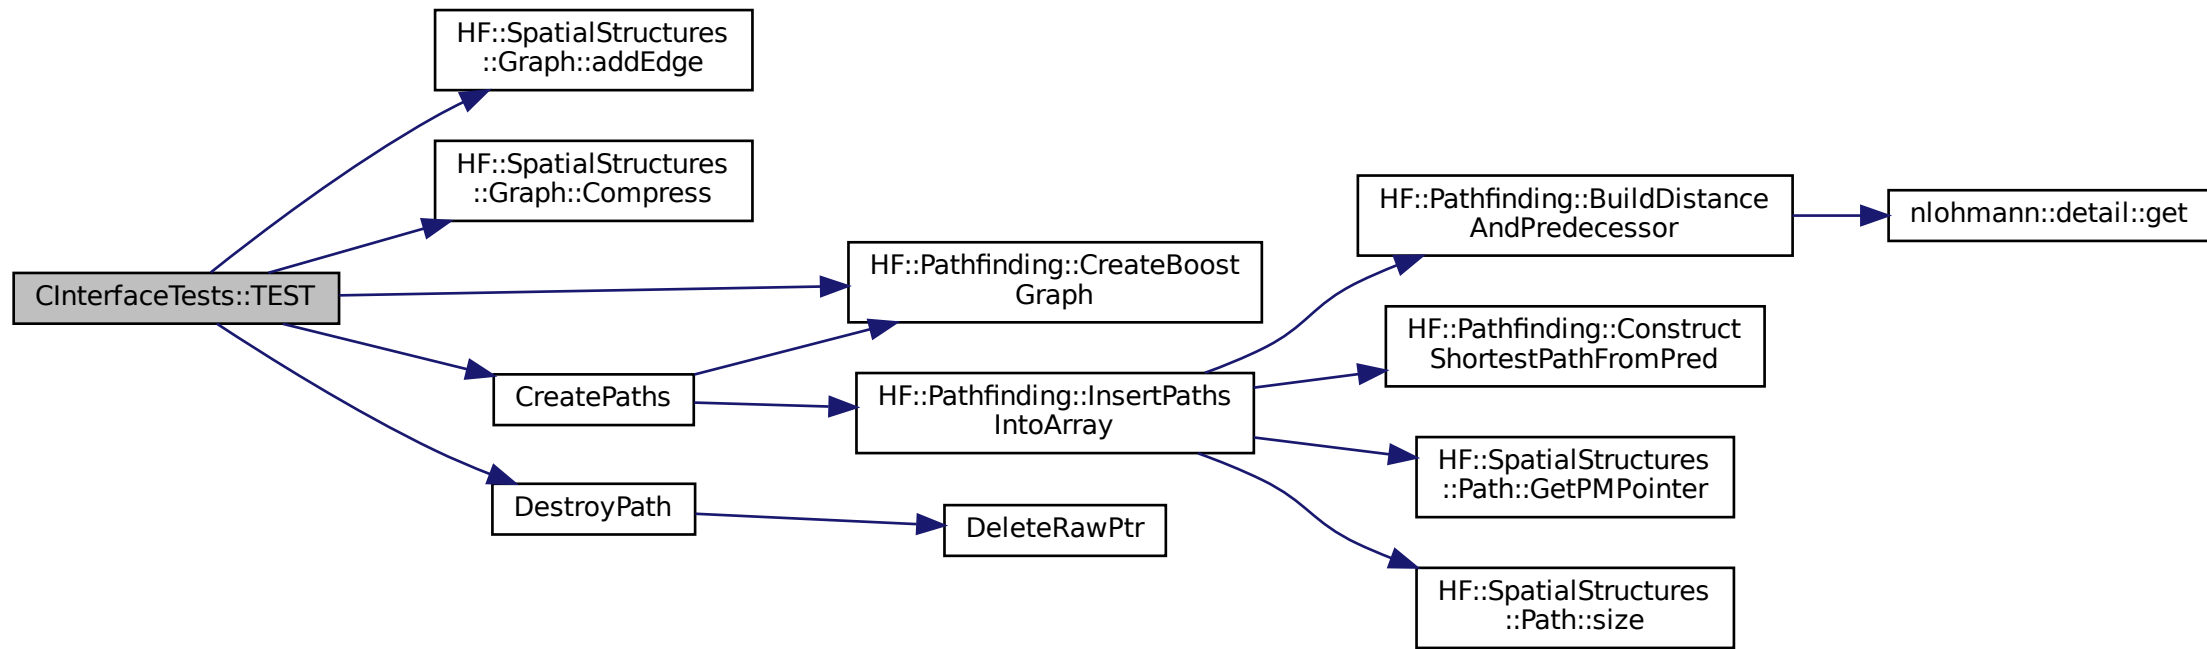 HF::SpatialStructures
::Graph::addEdge
HF::SpatialStructures
::Graph::Compress
CInterfaceTests::TEST
HF::Pathfinding::CreateBoost
Graph
CreatePaths
HF::Pathfinding::InsertPaths
IntoArray
DestroyPath
DeleteRawPtr
HF::Pathfinding::BuildDistance
AndPredecessor
nlohmann::detail::get
HF::Pathfinding::Construct
ShortestPathFromPred
HF::SpatialStructures
::Path::GetPMPointer
HF::SpatialStructures
::Path::size